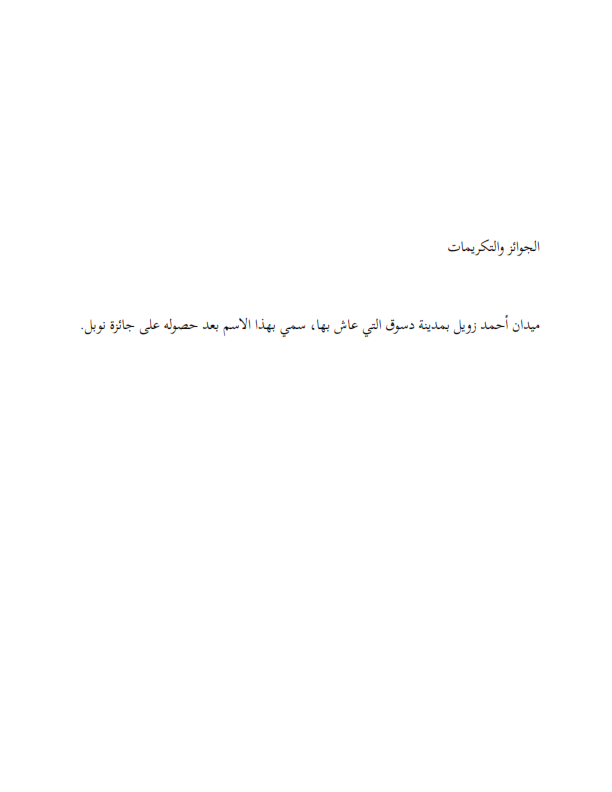 الجوائز والتكريمات
ميدان أحمد زويل بمدينة دسوق التي عاش بها، سمي بهذا الاسم بعد حصوله على جائزة نوبل.